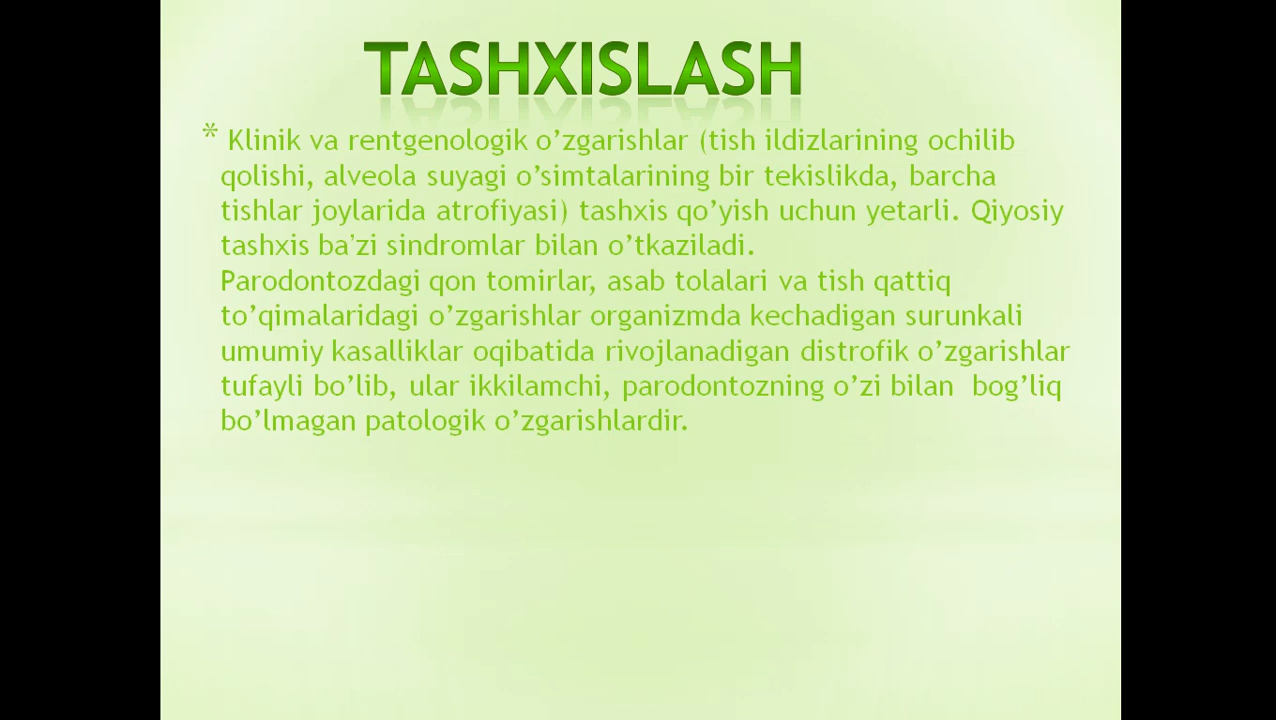 TASHXISLASH
* Klinik va rentgenologik o’zgarishlar (tish ildizlarining ochilib
qolishi, alveola suyagi o’simtalarining bir tekislikda, barcha
tishlar joylarida atrofiyasi) tashxis qo’yish uchun yetarli. Qiyosiy
tashxis ba’zi sindromlar bilan o’tkaziladi.
Parodontozdagi qon tomirlar, asab tolalari va tish qattiq
to’qimalaridagi o’zgarishlar organizmda kechadigan surunkali
umumiy kasalliklar oqibatida rivojlanadigan distrofik o’zgarishlar
tufayli bo’lib, ular ikkilamchi, parodontozning o’zi bilan  bog’liq
bo’lmagan patologik o’zgarishlardir.